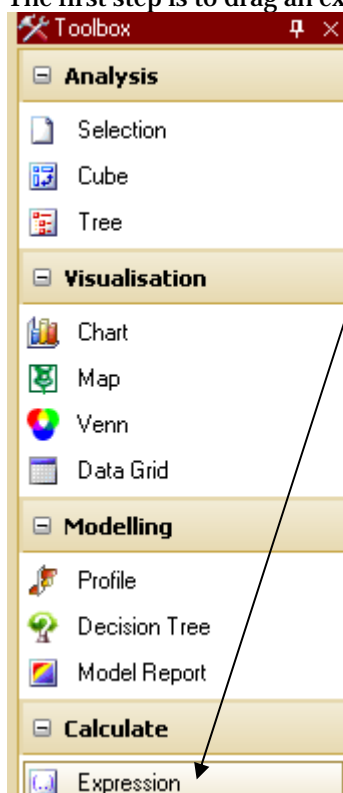 The first step is to drag an ex
Toolbox
Analysis
Selection
Cube
Tree
Visualisation
Chart
Map
Venn
Data Grid
Modelling
Profile
Decision Tree
Model Report
Calculate
Expression